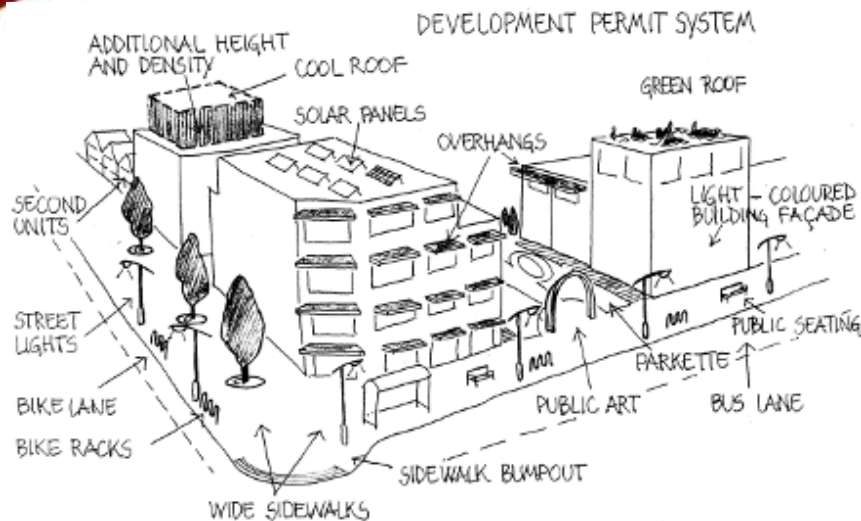 DEVELOPMENT PERMIT SYSTEM
ADDITIONAL HEIGHT
AND DENSITY
COOL ROOF
GREEN ROOF
SOLAR PANELS
OVERHANGS
SECOND
UNITS
LIGHT - COLOURED
BUILDING FAÇADE
STREET
LIGHTS
PUBLIC SEATING
PARKETTE
BIKE LANE
PUBLIC ART
BUS LANE
BIKE RACKS
SIDEWALK BUMPOUT
WIDE SIDEWALKS